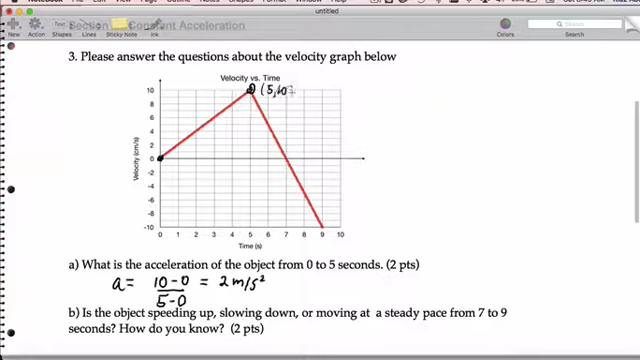 untitled
New
Action
Shapes
Sticky Note
Ink
Search
Colors
Constant Acceleration
3. Please answer the questions about the velocity graph below
Velocity vs. Time
(5,10)
10
8
6
4
2
0
-2
-4
-6
-8
-10
Velocity (cm/s)
0 1 2 3 4 5 6 7 8 9 10
Time (s)
a) What is the acceleration of the object from 0 to 5 seconds. (2 pts)
a = 10-0 / 5-0 = 2 m/s²
b) Is the object speeding up, slowing down, or moving at a steady pace from 7 to 9
seconds? How do you know? (2 pts)